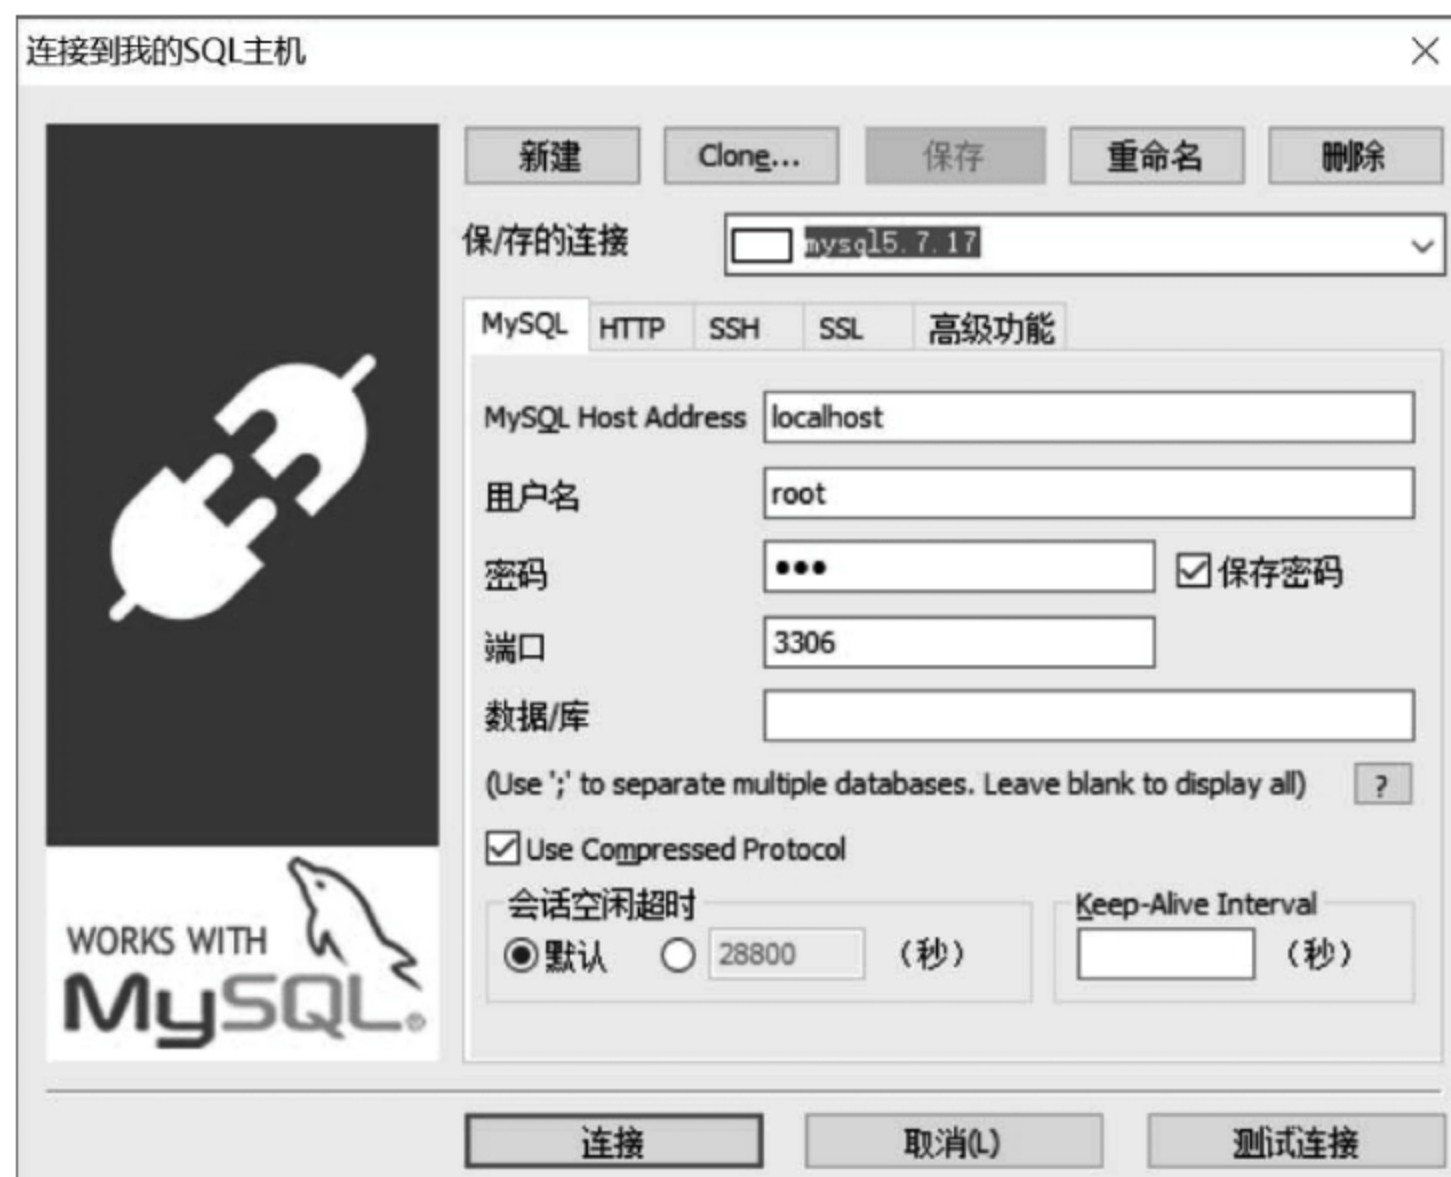 连接到我的SQL主机
新建 Clone... 保存 重命名 删除
保/存的连接 mysql5.7.17
MySQL HTTP SSH SSL 高级功能
MySQL Host Address localhost
用户名 root
密码 ●●● 保存密码
端口 3306
数据/库
(Use ';' to separate multiple databases. Leave blank to display all) ?
Use Compressed Protocol
会话空闲超时 Keep-Alive Interval
默认 28800 (秒) (秒)
WORKS WITH
MySQL®
连接 取消(L) 测试连接